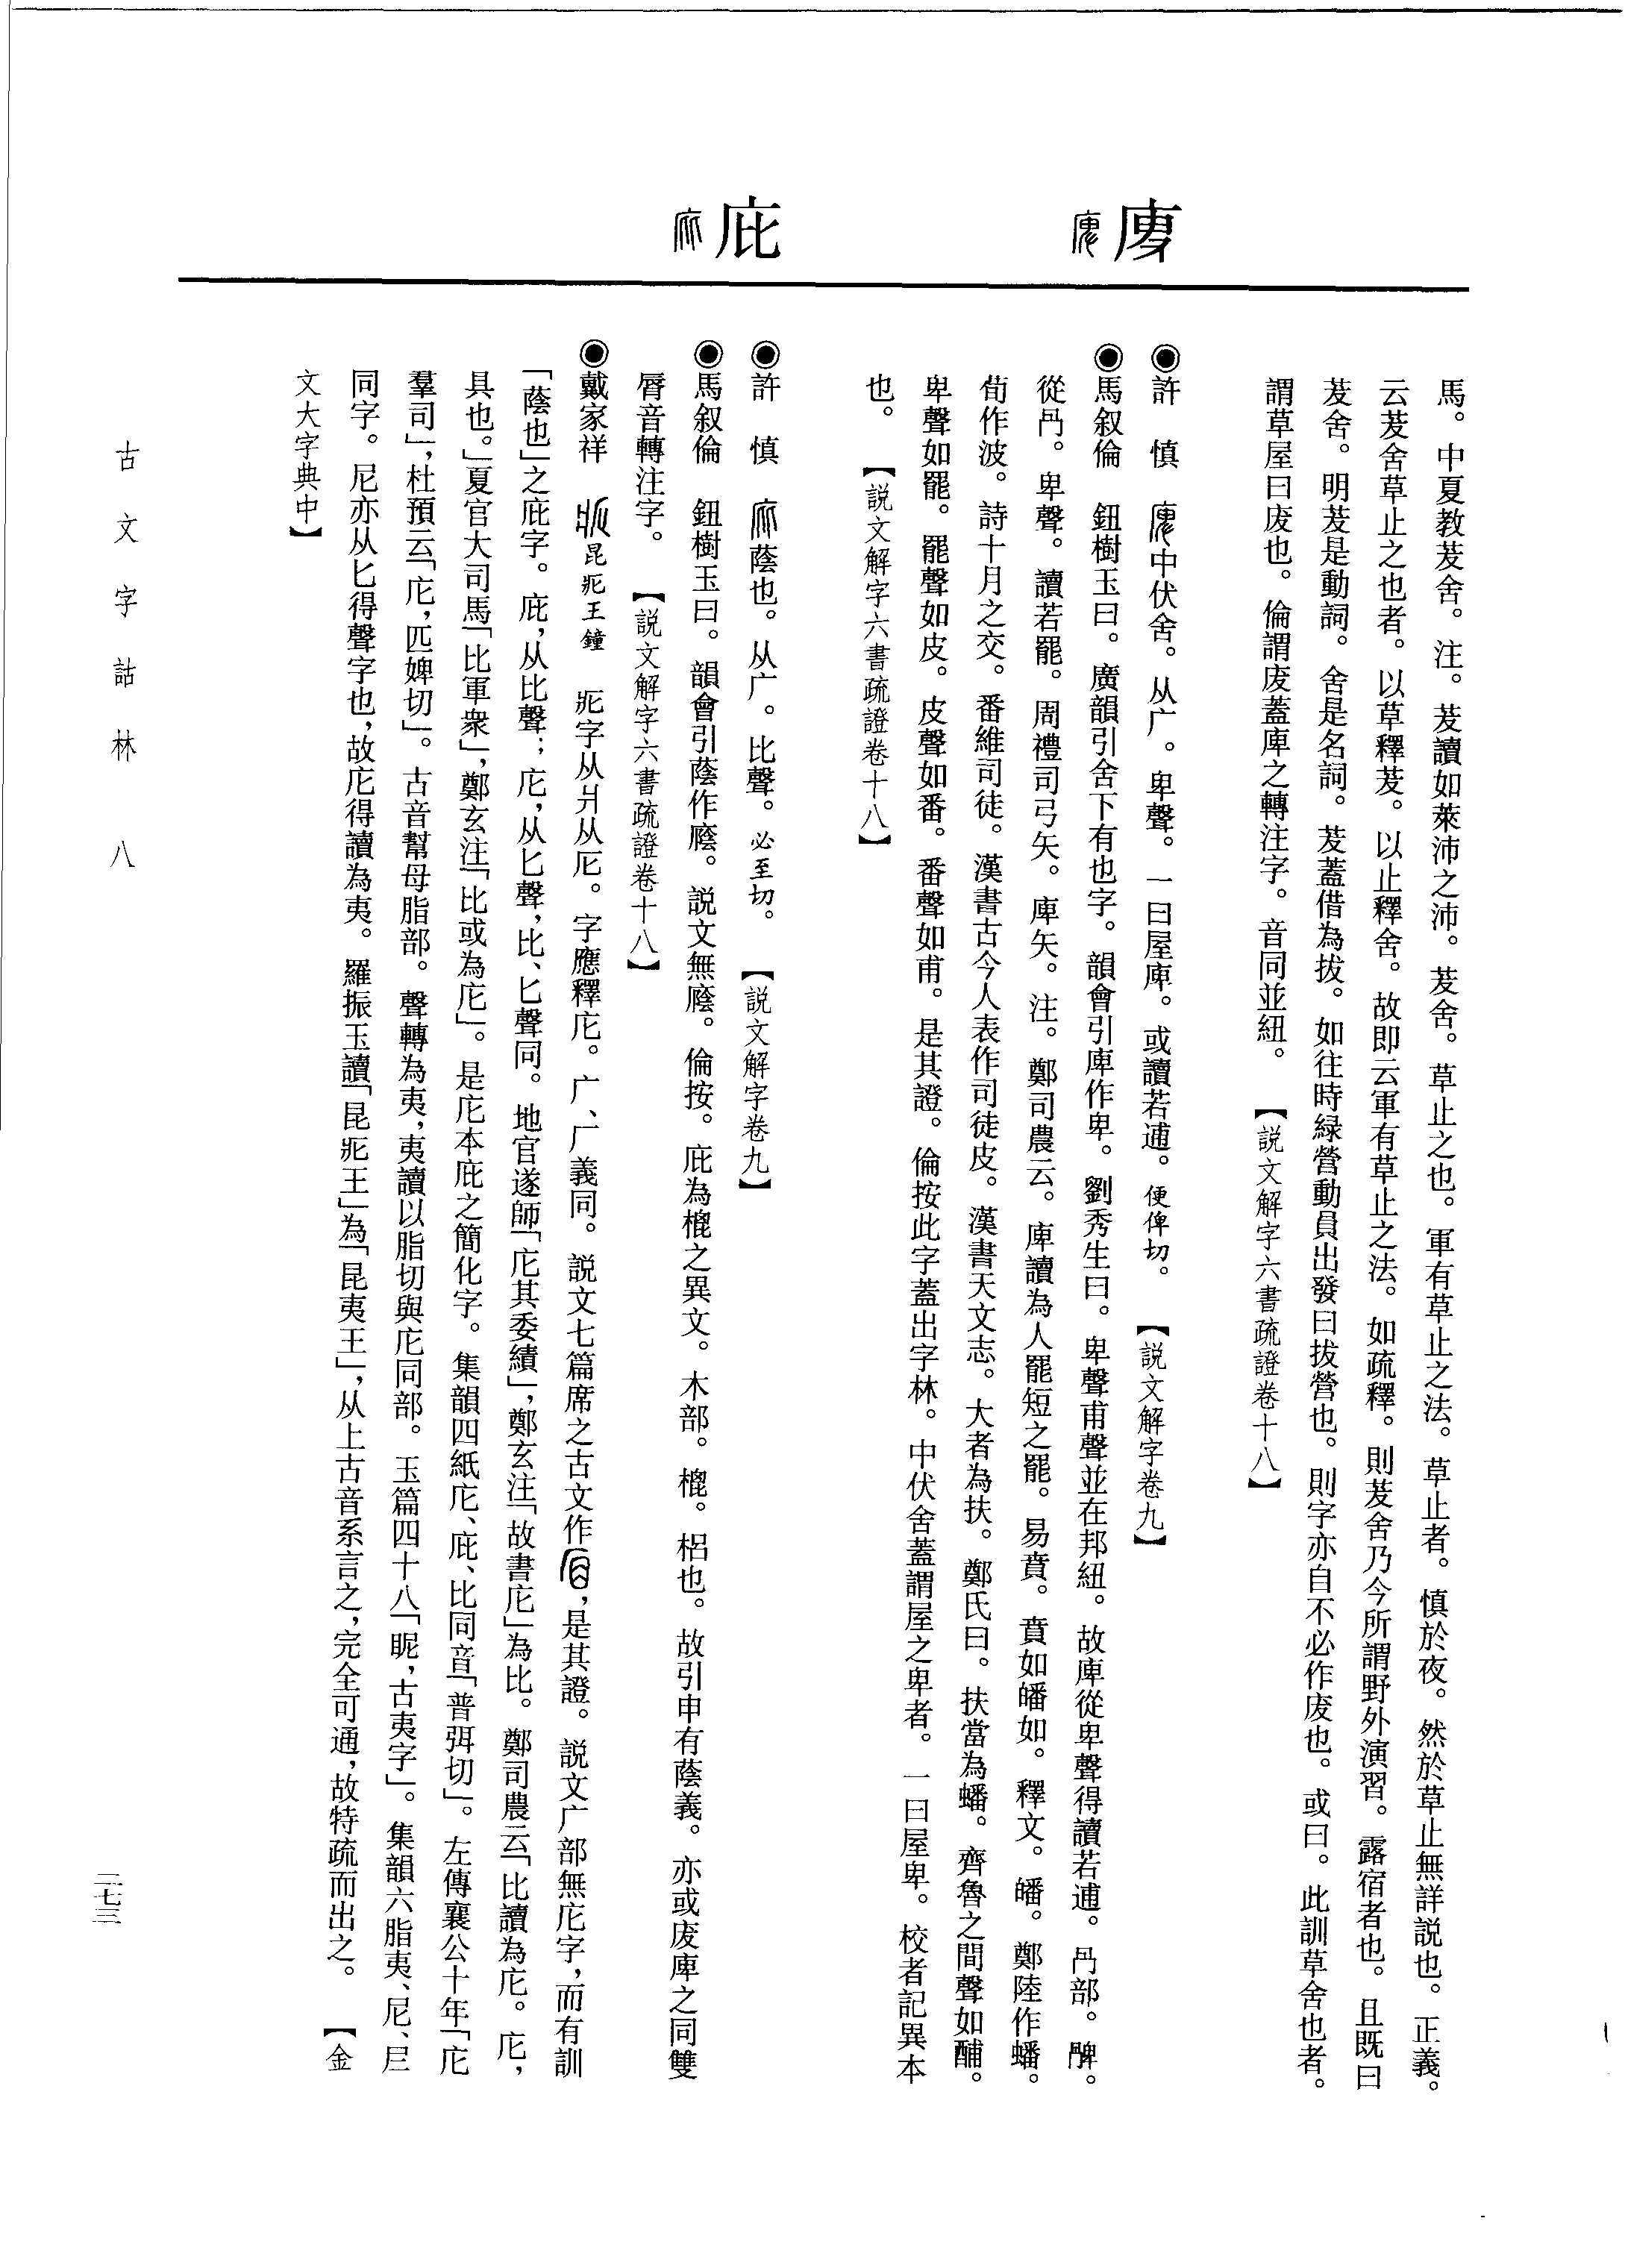 庳
庇
馬。中夏教茇舍。注。茇讀如萊沛之沛。茇舍。草止之也。軍有草止之法。草止者。慎於夜。然於草止無詳説也。正義。
云茇舍草止之也者。以草釋茇。以止釋舍。故即云軍有草止之法。如疏釋。則茇舍乃今所謂野外演習。露宿者也。且既曰
茇舍。明茇是動詞。舍是名詞。茇蓋借為拔。如往時緑營動員出發曰拔營也。則字亦自不必作庈也。或曰。此訓草舍也者。
謂草屋曰庈也。倫謂庈蓋庳之轉注字。音同並紐。【説文解字六書疏證卷十八】
◉許　慎　中伏舍。从广。卑聲。一曰屋庳。或讀若逋。便俾切。【説文解字卷九】
◉馬叙倫　鈕樹玉曰。廣韻引舍下有也字。韻會引庳作卑。劉秀生曰。卑聲甫聲並在邦紐。故庳從卑聲得讀若逋。冎部。䯗。
從冎。卑聲。讀若罷。周禮司弓矢。庳矢。注。鄭司農云。庳讀為人罷短之罷。易賁。賁如皤如。釋文。皤。鄭陸作蟠。
荀作波。詩十月之交。番維司徒。漢書古今人表作司徒皮。漢書天文志。大者為扶。鄭氏曰。扶當為蟠。齊魯之間聲如酺。
卑聲如罷。罷聲如皮。皮聲如番。番聲如甫。是其證。倫按此字蓋出字林。中伏舍蓋謂屋之卑者。一曰屋卑。校者記異本
也。【説文解字六書疏證卷十八】
◉許　慎　蔭也。从广。比聲。必至切。【説文解字卷九】
◉馬叙倫　鈕樹玉曰。韻會引蔭作廕。説文無廕。倫按。庇為梍之異文。木部。梍。梠也。故引申有蔭義。亦或庈庳之同雙
脣音轉注字。【説文解字六書疏證卷十八】
◉戴家祥　昆王鐘　字从爿从。字應釋庀。广、厂義同。説文七篇席之古文作，是其證。説文广部無庀字，而有訓
「蔭也」之庇字。庇，从比聲；庀，从匕聲，比、匕聲同。地官遂師「庀其委積」，鄭玄注「故書庀」為比。鄭司農云「比讀為庀。庀，
具也。」夏官大司馬「比軍衆」，鄭玄注「比或為庀」。是庀本庇之簡化字。集韻四紙庀、庇、比同音「普弭切」。左傳襄公十年「庀
羣司」，杜預云「庀，匹婢切」。古音幫母脂部。聲轉為夷，夷讀以脂切與庀同部。玉篇四十八「昵，古夷字」。集韻六脂夷、尼、𡰥
同字。尼亦从匕得聲字也，故庀得讀為夷。羅振玉讀「昆王」為「昆夷王」，从上古音系言之，完全可通，故特疏而出之。【金
文大字典中】
古文字詁林　八
二七三